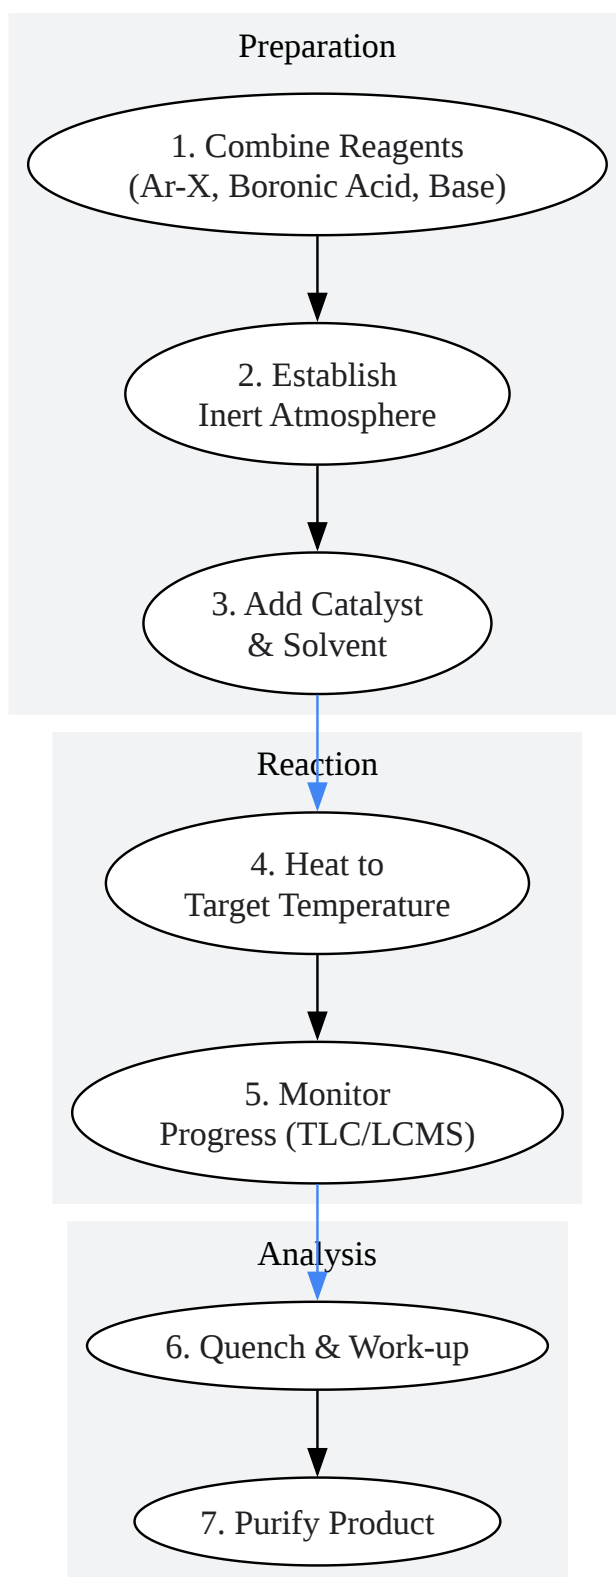 Preparation
1. Combine Reagents
(Ar-X, Boronic Acid, Base)
2. Establish
Inert Atmosphere
3. Add Catalyst
& Solvent
Reaction
4. Heat to
Target Temperature
5. Monitor
Progress (TLC/LCMS)
Analysis
6. Quench & Work-up
7. Purify Product